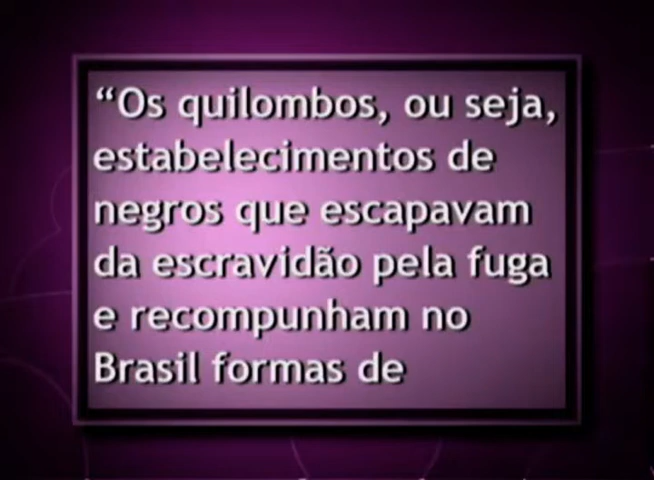 “Os quilombos, ou seja,
estabelecimentos de
negros que escapavam
da escravidão pela fuga
e recompunham no
Brasil formas de